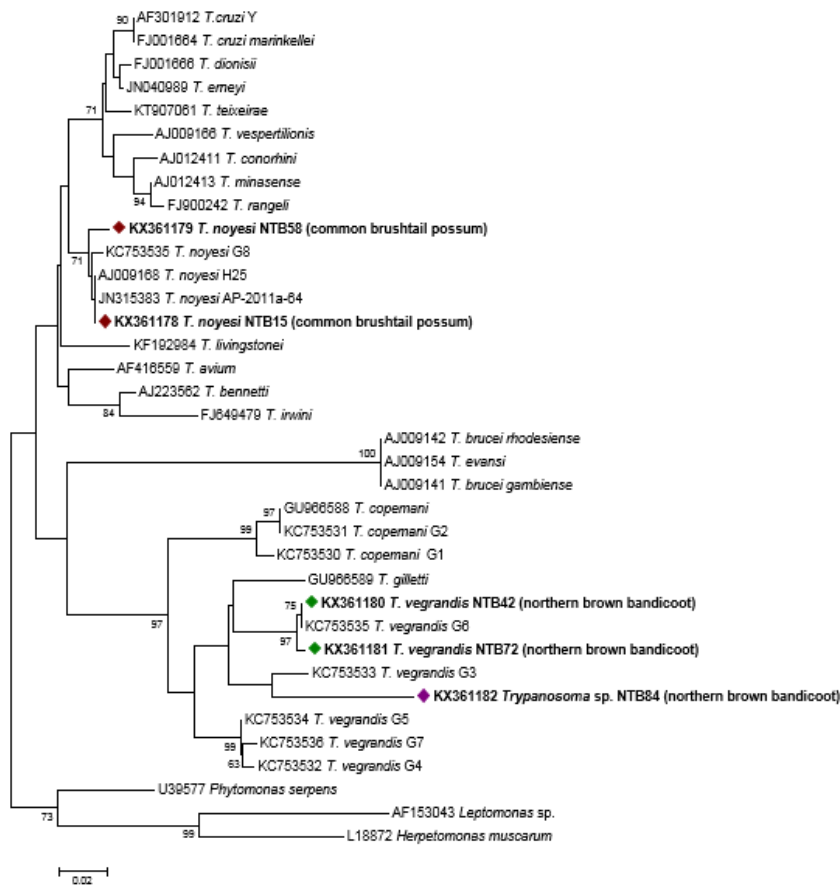 90
AF301912 T.cruzi Y
FJ001664 T. cruzi marinkellei
FJ001666 T. dionisii
JN040989 T. erneyi
71
KT907061 T. teixeirae
AJ009166 T. vespertilionis
AJ012411 T. conorhini
AJ012413 T. minasense
94
FJ900242 T. rangeli
KX361179 T. noyesi NTB58 (common brushtail possum)
KC753535 T. noyesi G8
71
AJ009168 T. noyesi H25
JN315383 T. noyesi AP-2011a-64
KX361178 T. noyesi NTB15 (common brushtail possum)
KF192984 T. livingstonei
AF416559 T. avium
AJ223562 T. bennetti
84
FJ649479 T. irwini
AJ009142 T. brucei rhodesiense
100
AJ009154 T. evansi
AJ009141 T. brucei gambiense
GU966588 T. copemani
97
KC753531 T. copemani G2
99
KC753530 T. copemani G1
GU966589 T. gilletti
75
KX361180 T. vegrandis NTB42 (northern brown bandicoot)
97
KC753535 T. vegrandis G6
97
KX361181 T. vegrandis NTB72 (northern brown bandicoot)
KC753533 T. vegrandis G3
KX361182 Trypanosoma sp. NTB84 (northern brown bandicoot)
KC753534 T. vegrandis G5
99
KC753536 T. vegrandis G7
63
KC753532 T. vegrandis G4
U39577 Phytomonas serpens
73
AF153043 Leptomonas sp.
99
L18872 Herpetomonas muscarum
0.02